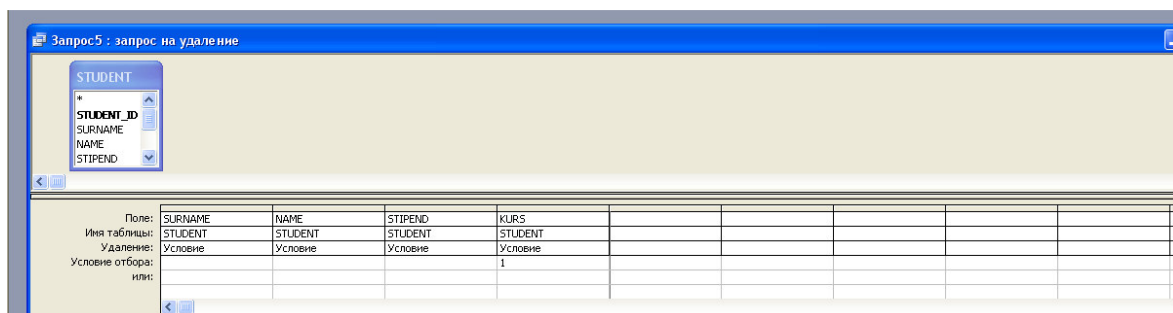 Запрос5 : запрос на удаление
STUDENT
*
STUDENT_ID
SURNAME
NAME
STIPEND
Поле: SURNAME NAME STIPEND KURS
Имя таблицы: STUDENT STUDENT STUDENT STUDENT
Удаление: Условие Условие Условие Условие
Условие отбора: 1
или: